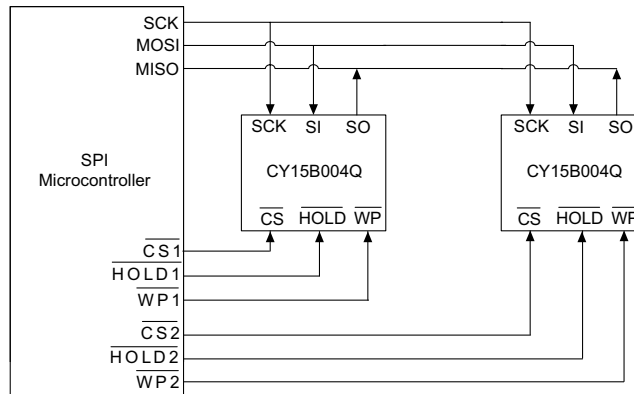 SCK
MOSI
MISO
SCK SI SO
SCK SI SO
SPI
Microcontroller
CY15B004Q
CY15B004Q
CS HOLD WP
CS HOLD WP
CS1
HOLD1
WP1
CS2
HOLD2
WP2